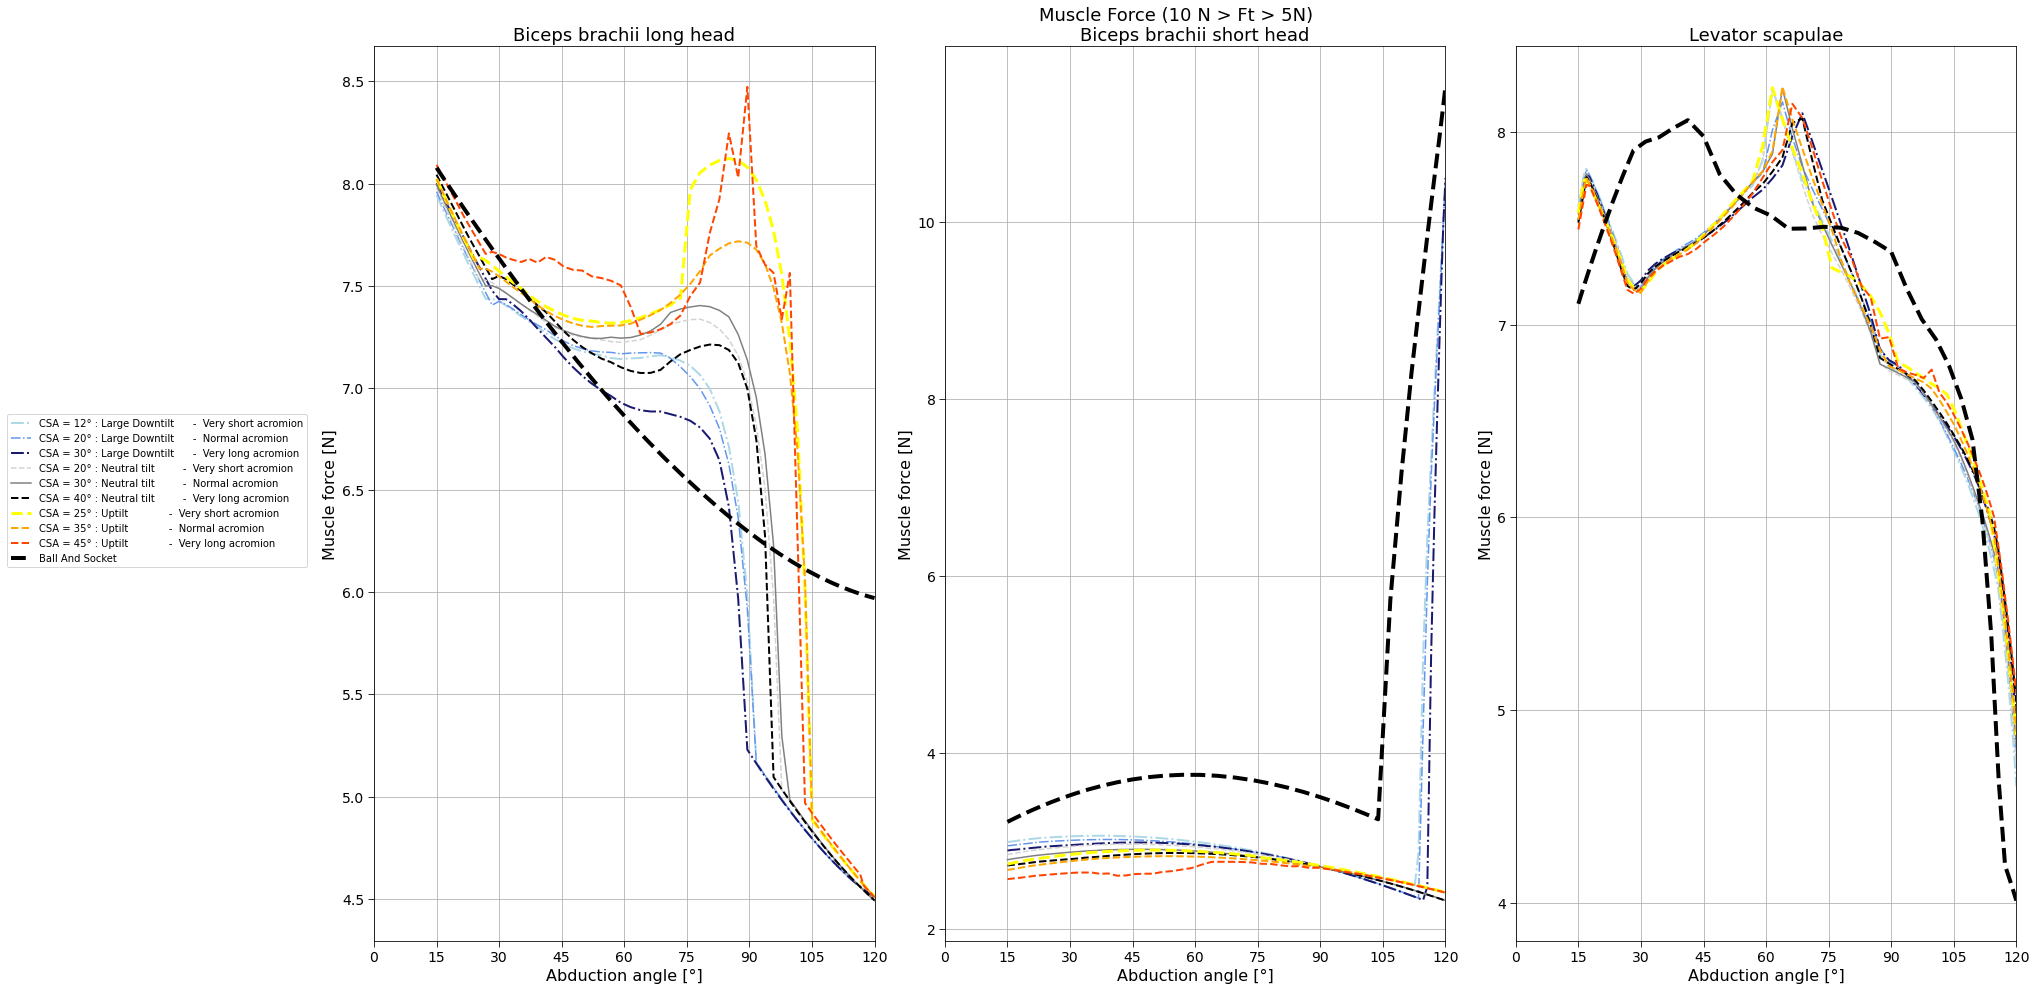 Muscle Force (10 N > Ft > 5N)
Biceps brachii long head
Biceps brachii short head
Levator scapulae
CSA = 12° : Large Downtilt - Very short acromion
CSA = 20° : Large Downtilt - Normal acromion
CSA = 30° : Large Downtilt - Very long acromion
CSA = 20° : Neutral tilt - Very short acromion
CSA = 30° : Neutral tilt - Normal acromion
CSA = 40° : Neutral tilt - Very long acromion
CSA = 25° : Uptilt - Very short acromion
CSA = 35° : Uptilt - Normal acromion
CSA = 45° : Uptilt - Very long acromion
Ball And Socket
Muscle force [N]
8.5
8.0
7.5
7.0
6.5
6.0
5.5
5.0
4.5
0 15 30 45 60 75 90 105 120
Abduction angle [°]
Muscle force [N]
10
8
6
4
2
0 15 30 45 60 75 90 105 120
Abduction angle [°]
Muscle force [N]
8
7
6
5
4
0 15 30 45 60 75 90 105 120
Abduction angle [°]